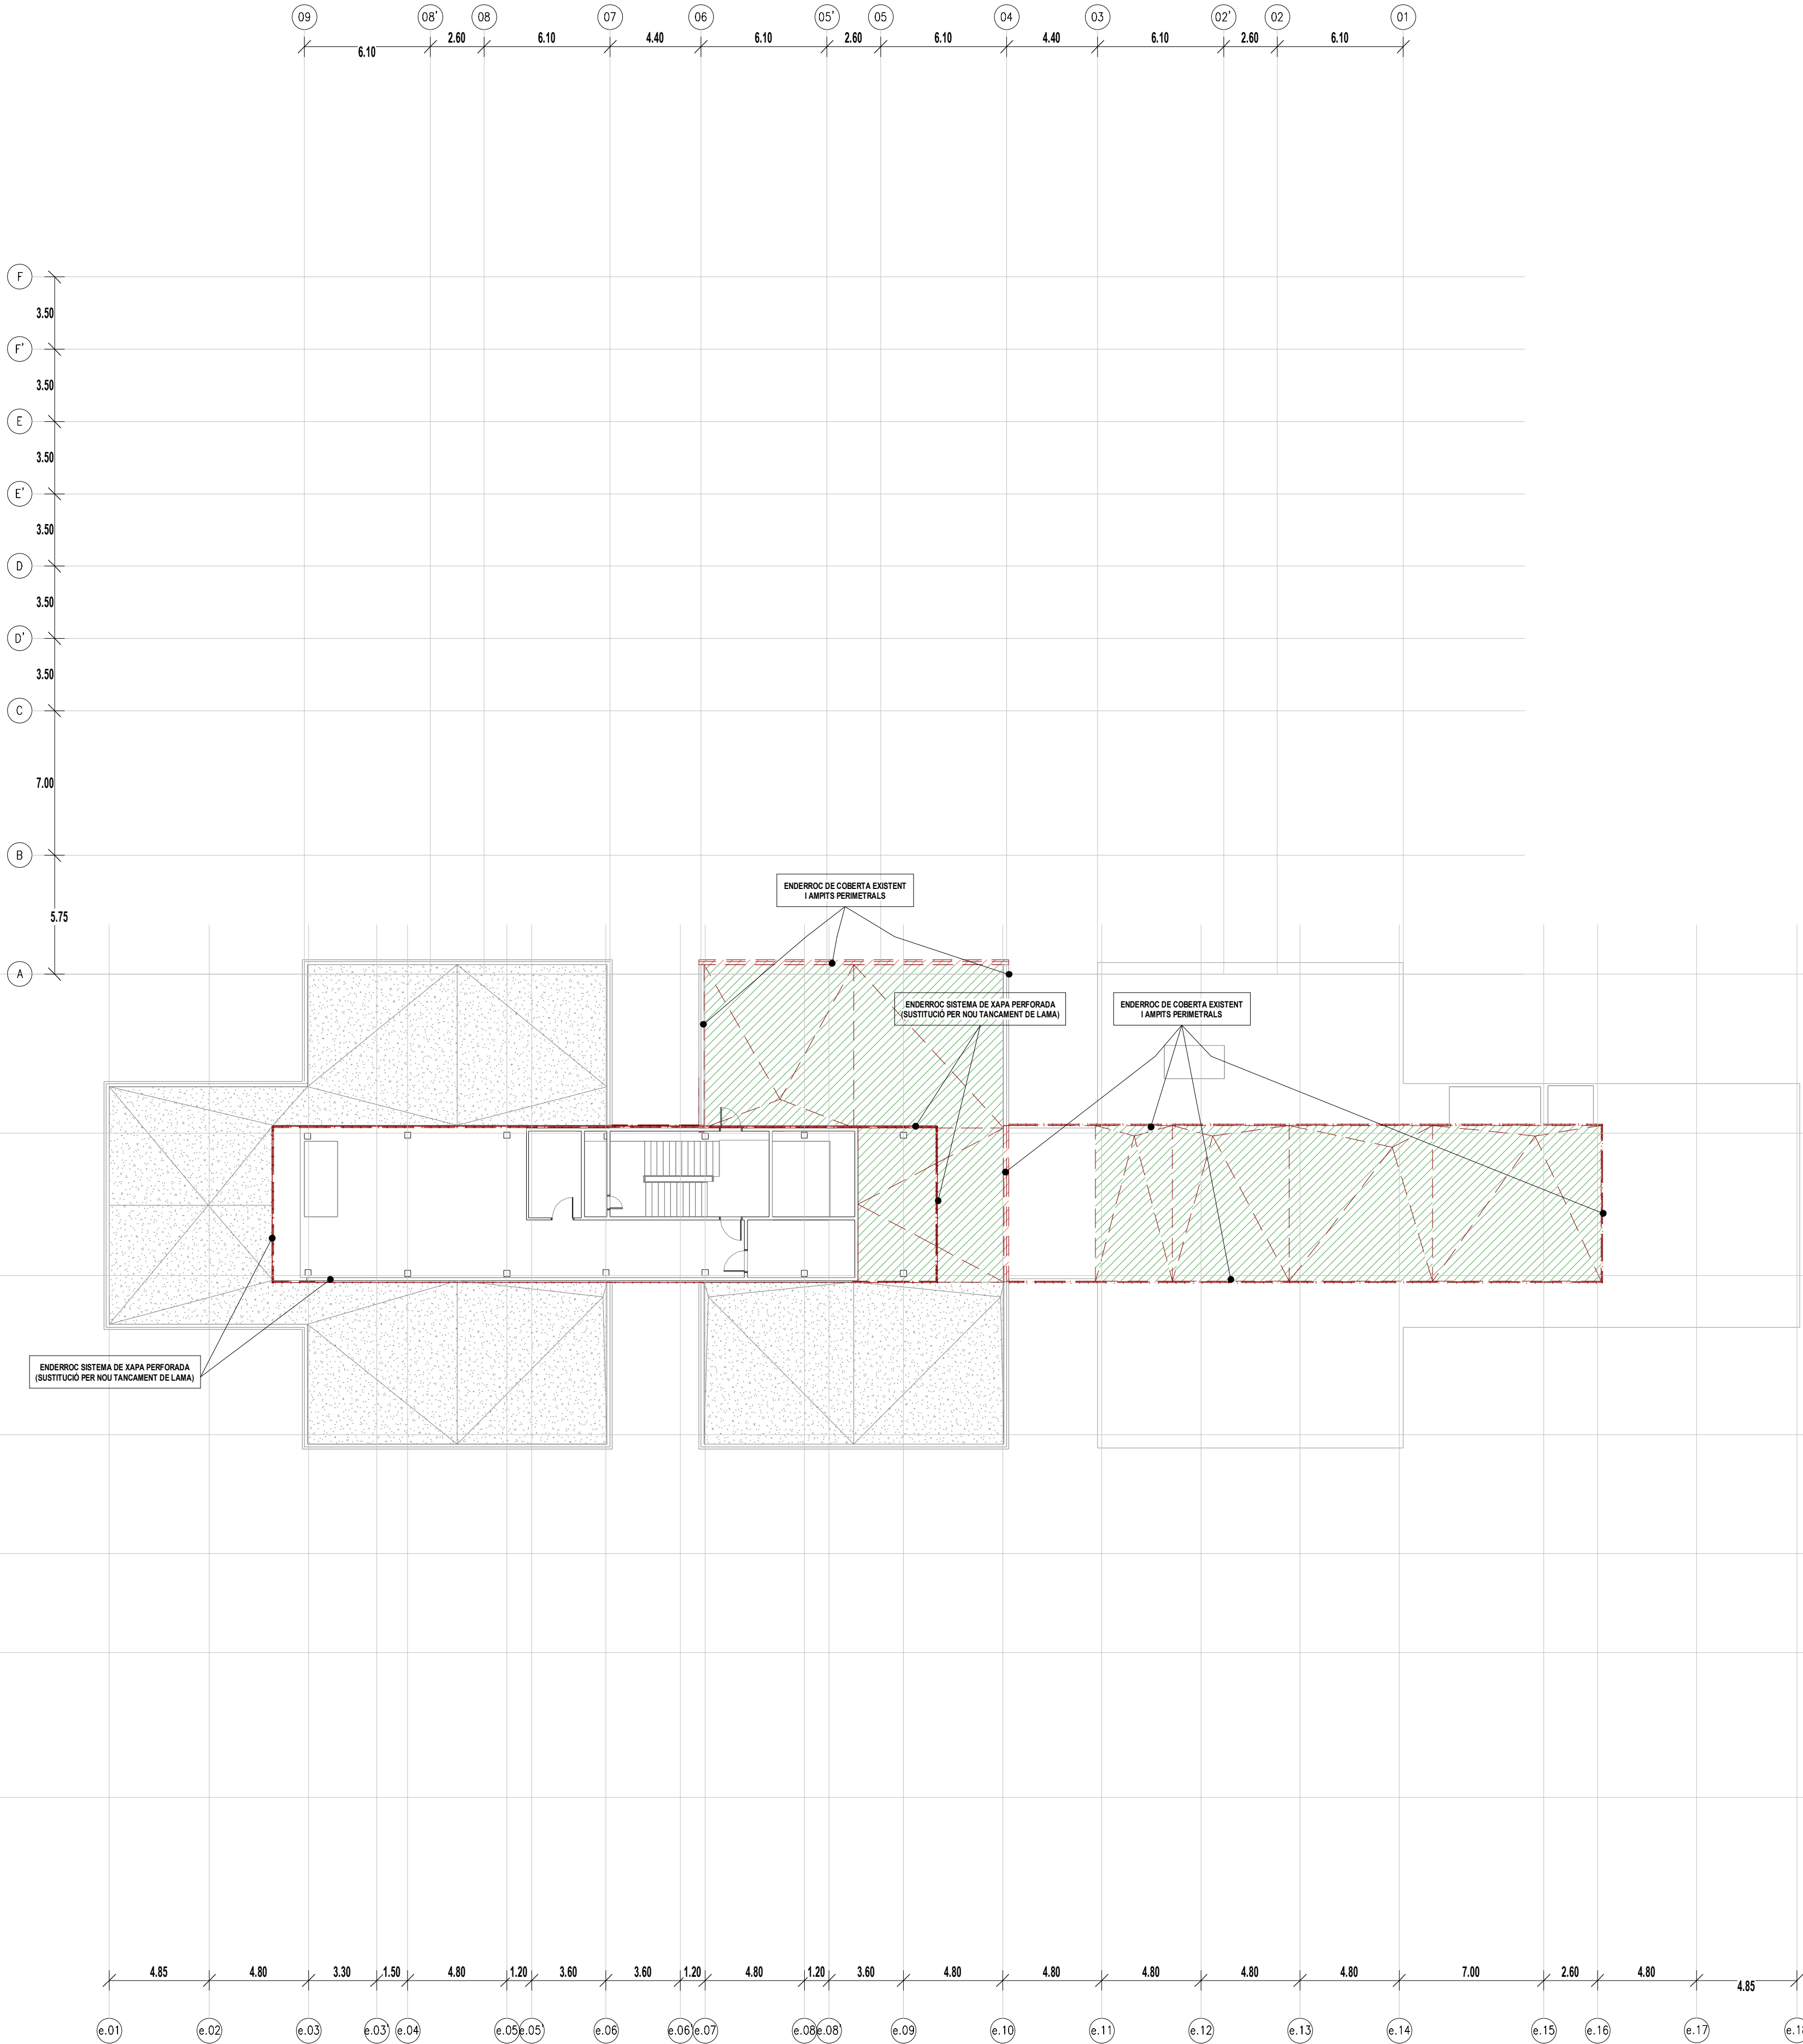 09 08' 08 07 06 05' 05 04 03 02' 02 01
6.10 2.60 6.10 4.40 6.10 2.60 6.10 4.40 6.10 2.60 6.10
F
3.50
F'
3.50
E
3.50
E'
3.50
D
3.50
D'
3.50
C
7.00
B
5.75
A
ENDERROC DE COBERTA EXISTENT
I AMPITS PERIMETRALS
ENDERROC SISTEMA DE XAPA PERFORADA
(SUSTITUCIÓ PER NOU TANCAMENT DE LAMA)
ENDERROC DE COBERTA EXISTENT
I AMPITS PERIMETRALS
ENDERROC SISTEMA DE XAPA PERFORADA
(SUSTITUCIÓ PER NOU TANCAMENT DE LAMA)
4.85 4.80 3.30 1.50 4.80 1.20 3.60 3.60 1.20 4.80 1.20 3.60 4.80 4.80 4.80 4.80 4.80 7.00 2.60 4.80 4.85
e.01 e.02 e.03 e.03' e.04 e.05 e.05' e.06 e.06' e.07 e.08 e.08' e.09 e.10 e.11 e.12 e.13 e.14 e.15 e.16 e.17